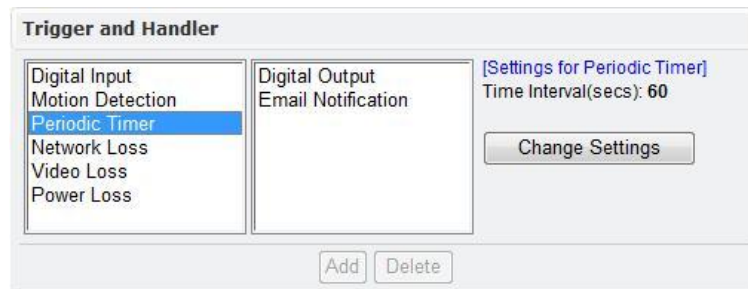 Trigger and Handler
Digital Input
Motion Detection
Periodic Timer
Network Loss
Video Loss
Power Loss
Digital Output
Email Notification
[Settings for Periodic Timer]
Time Interval(secs): 60
Change Settings
Add Delete